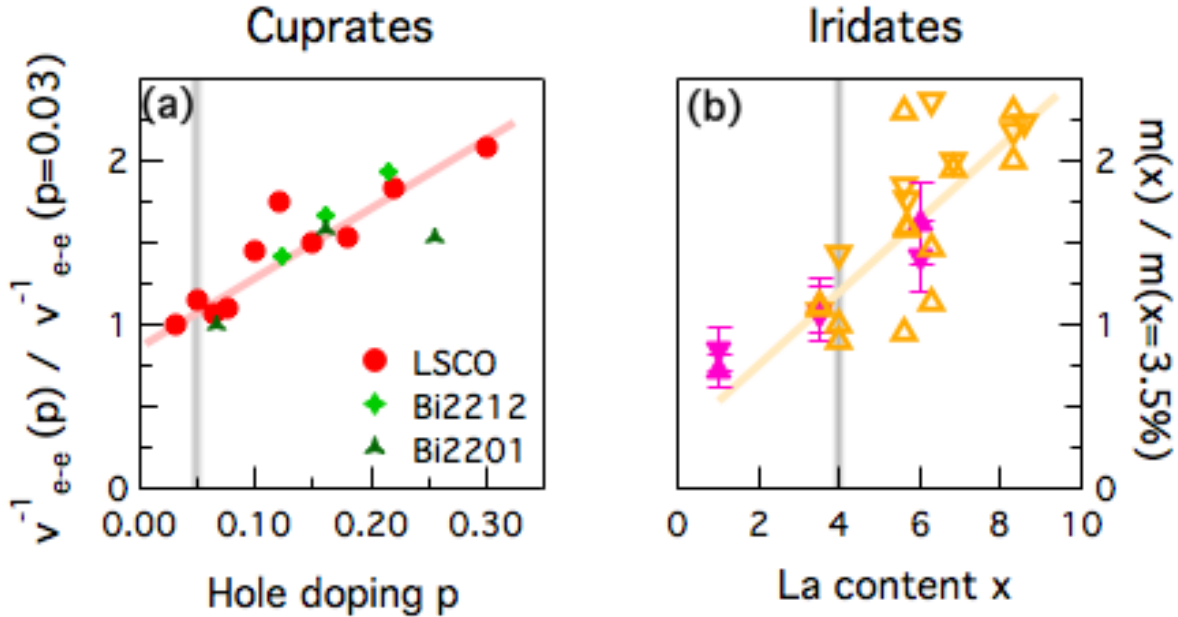 Cuprates
Iridates
v⁻¹ₑ₋ₑ (p) / v⁻¹ₑ₋ₑ (p=0.03)
(a)
2
1
0
LSCO
Bi2212
Bi2201
0.00 0.10 0.20 0.30
Hole doping p
(b)
2
1
0
0 2 4 6 8 10
La content x
m(x) / m(x=3.5%)